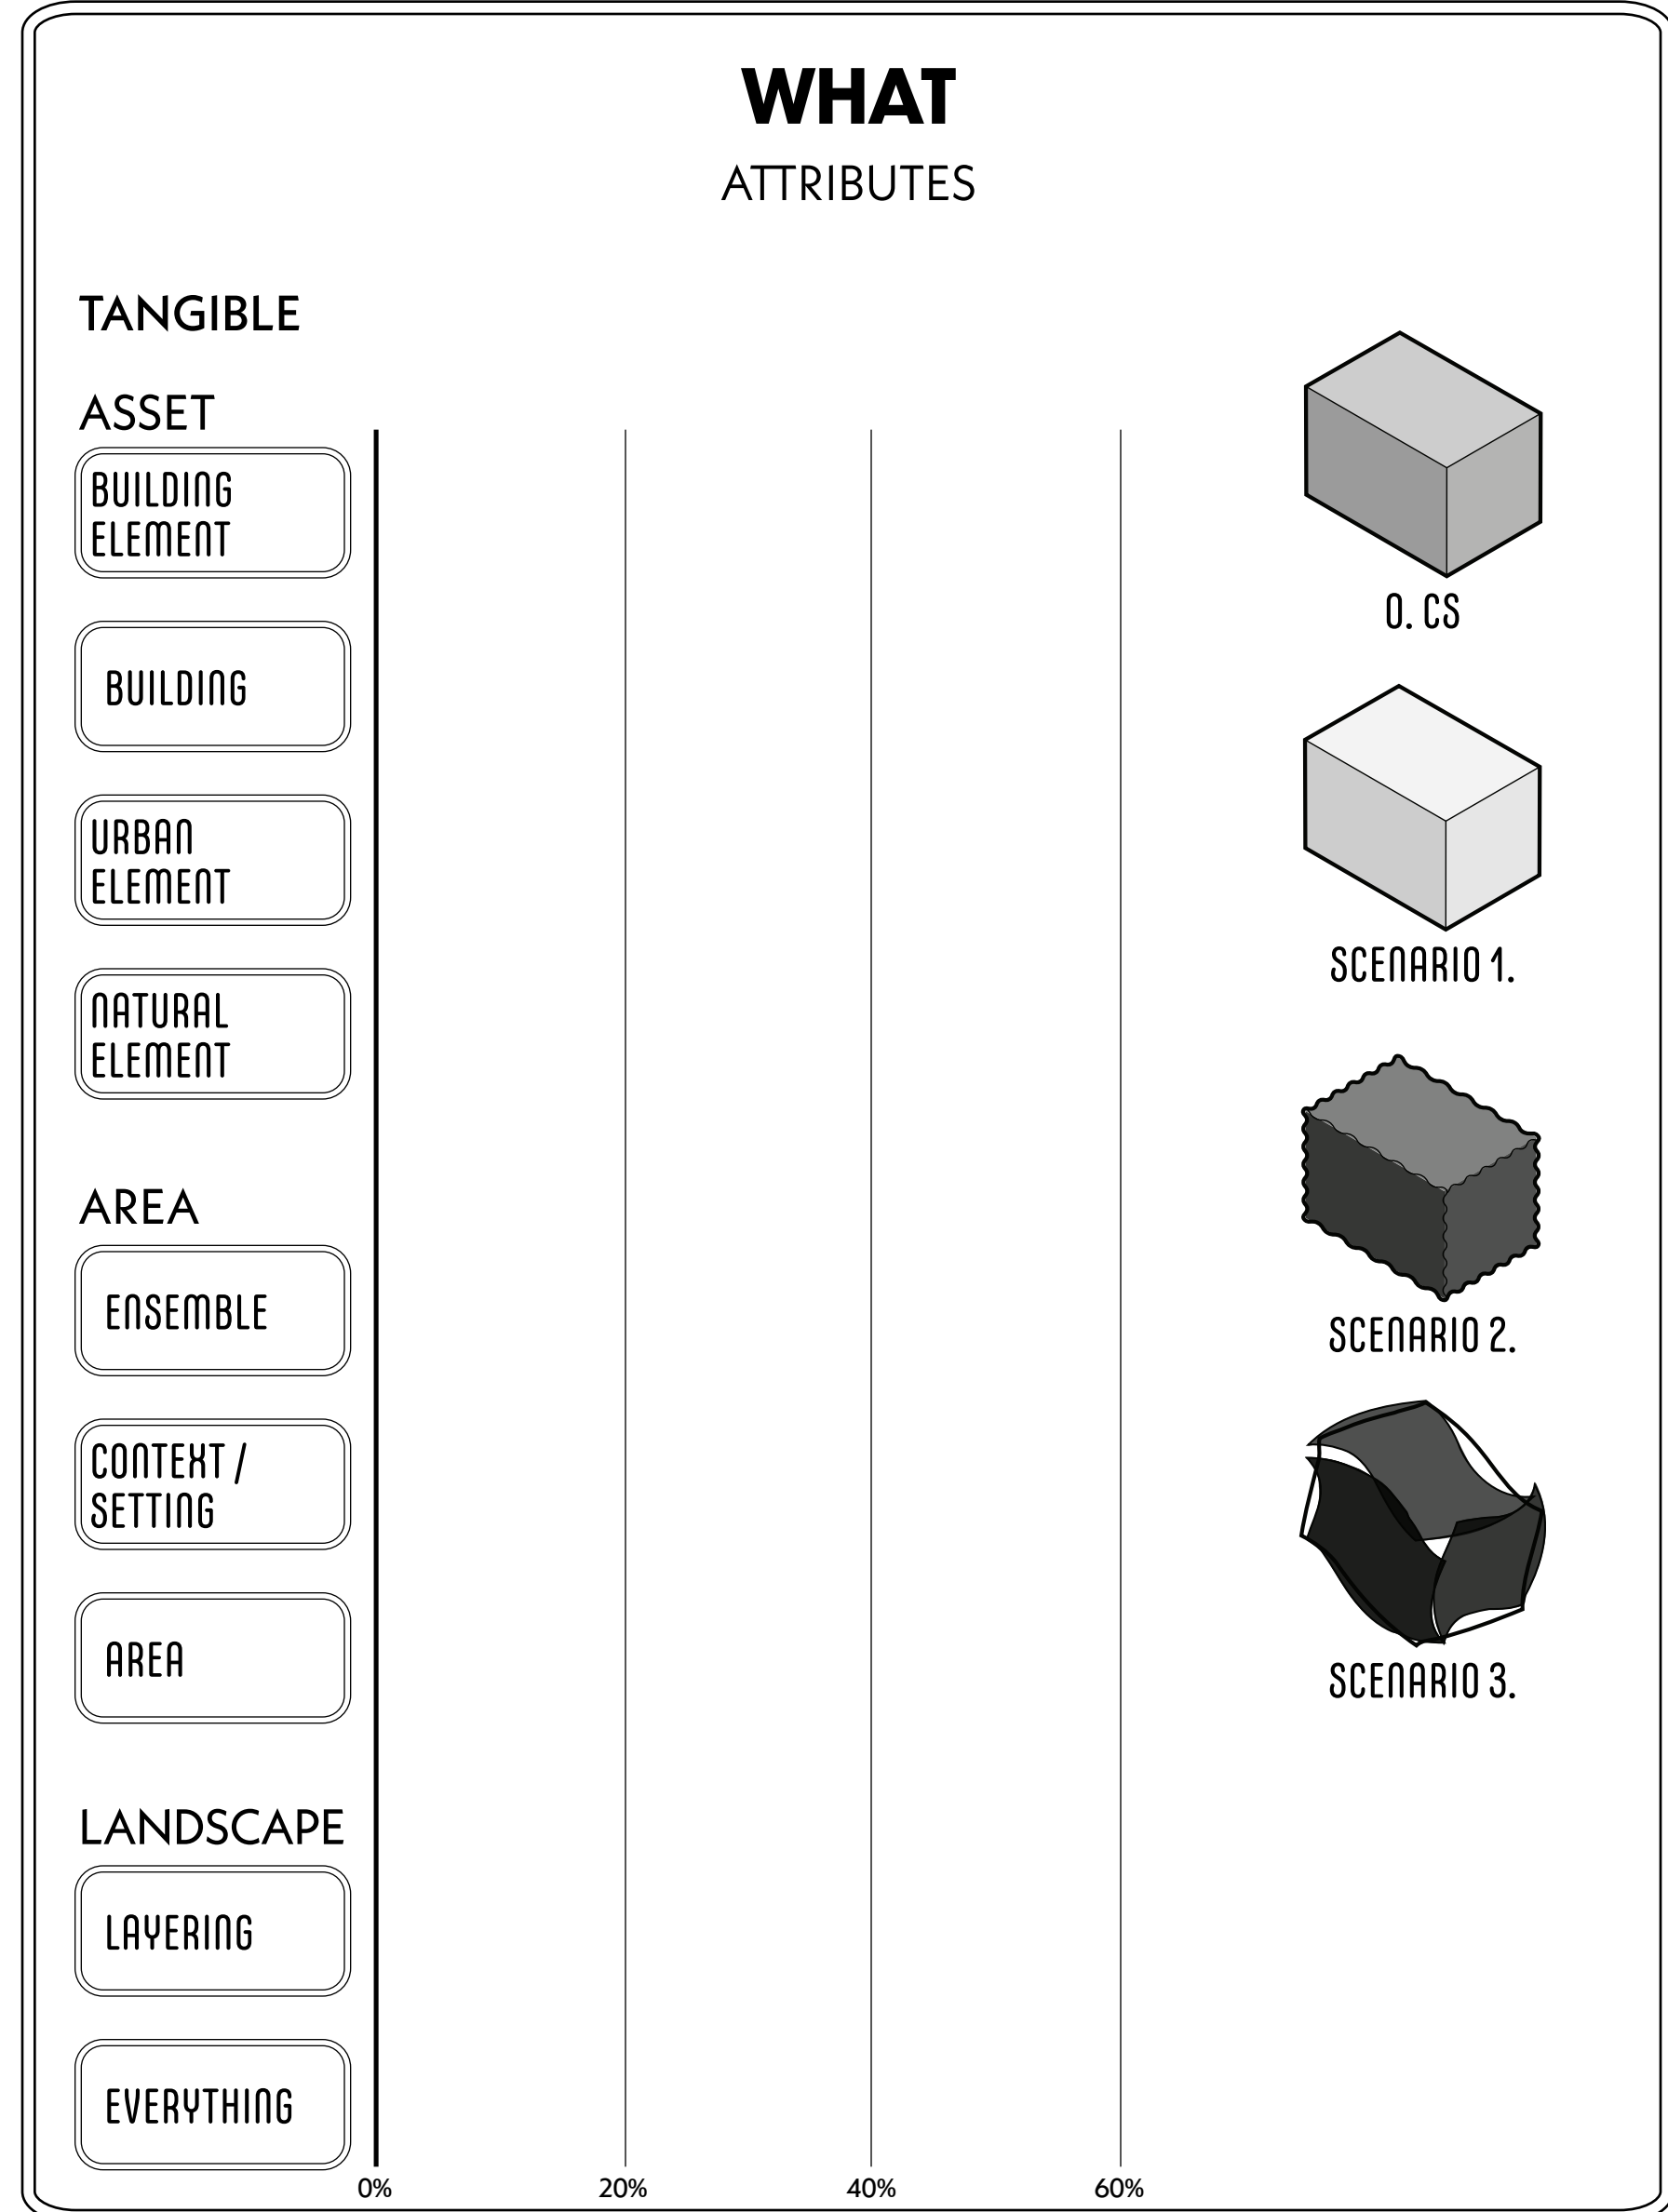 WHAT
ATTRIBUTES
TANGIBLE
ASSET
BUILDING
ELEMENT
BUILDING
URBAN
ELEMENT
NATURAL
ELEMENT
AREA
ENSEMBLE
CONTEXT /
SETTING
AREA
LANDSCAPE
LAYERING
EVERYTHING
0% 20% 40% 60%
0. CS
SCENARIO 1.
SCENARIO 2.
SCENARIO 3.